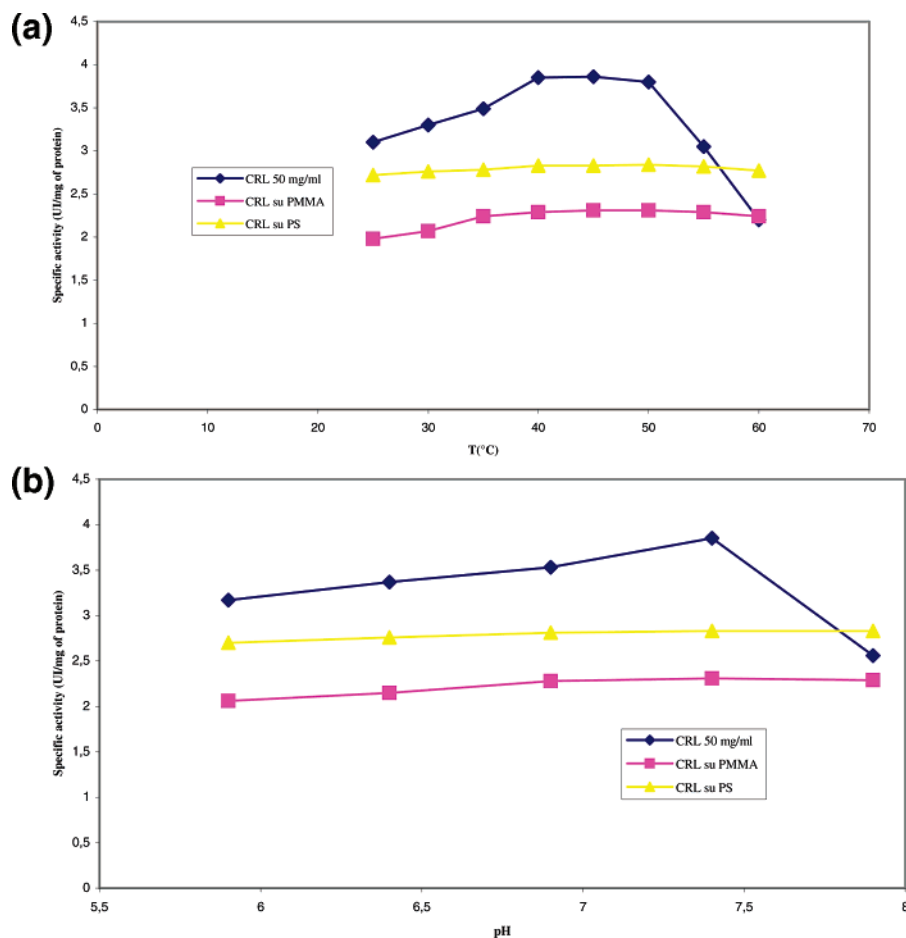 (a)
4,5
4
3,5
3
2,5
2
1,5
1
0,5
0
Specific activity (UI/mg of protein)
CRL 50 mg/ml
CRL su PMMA
CRL su PS
0 10 20 30 40 50 60 70
T(°C)
(b)
4,5
4
3,5
3
2,5
2
1,5
1
0,5
0
Specific activity (UI/mg of protein)
CRL 50 mg/ml
CRL su PMMA
CRL su PS
5,5 6 6,5 7 7,5 8
pH